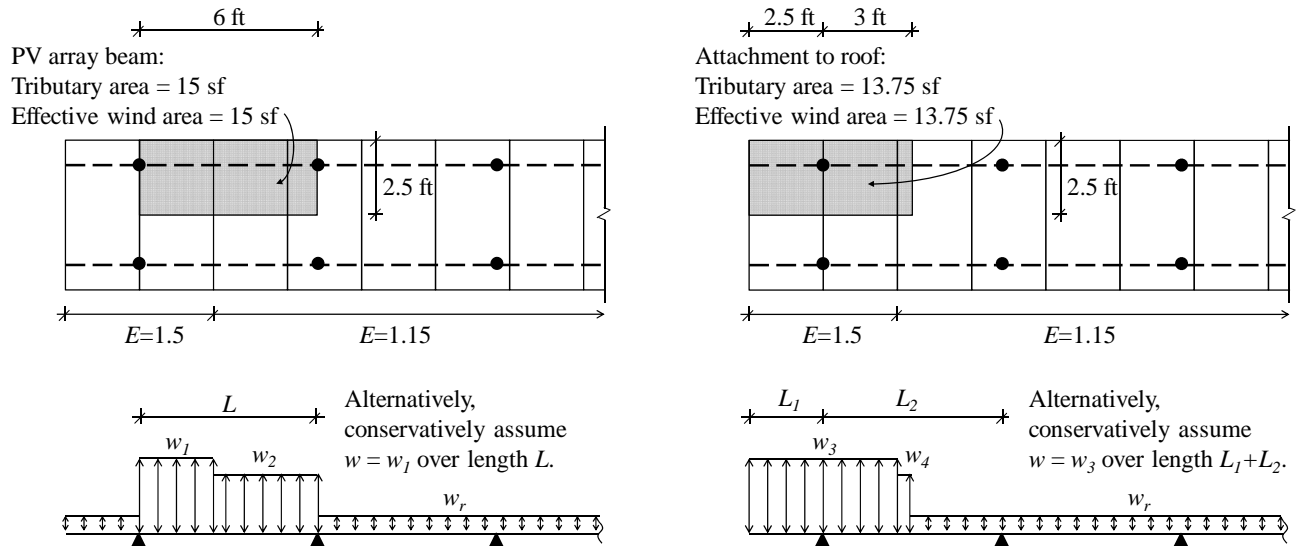 6 ft
PV array beam:
Tributary area = 15 sf
Effective wind area = 15 sf
2.5 ft
E=1.5
E=1.15
L
w1
w2
wr
Alternatively,
conservatively assume
w = w1 over length L.
2.5 ft
3 ft
Attachment to roof:
Tributary area = 13.75 sf
Effective wind area = 13.75 sf
2.5 ft
E=1.5
E=1.15
L1
L2
w3
w4
wr
Alternatively,
conservatively assume
w = w3 over length L1+L2.